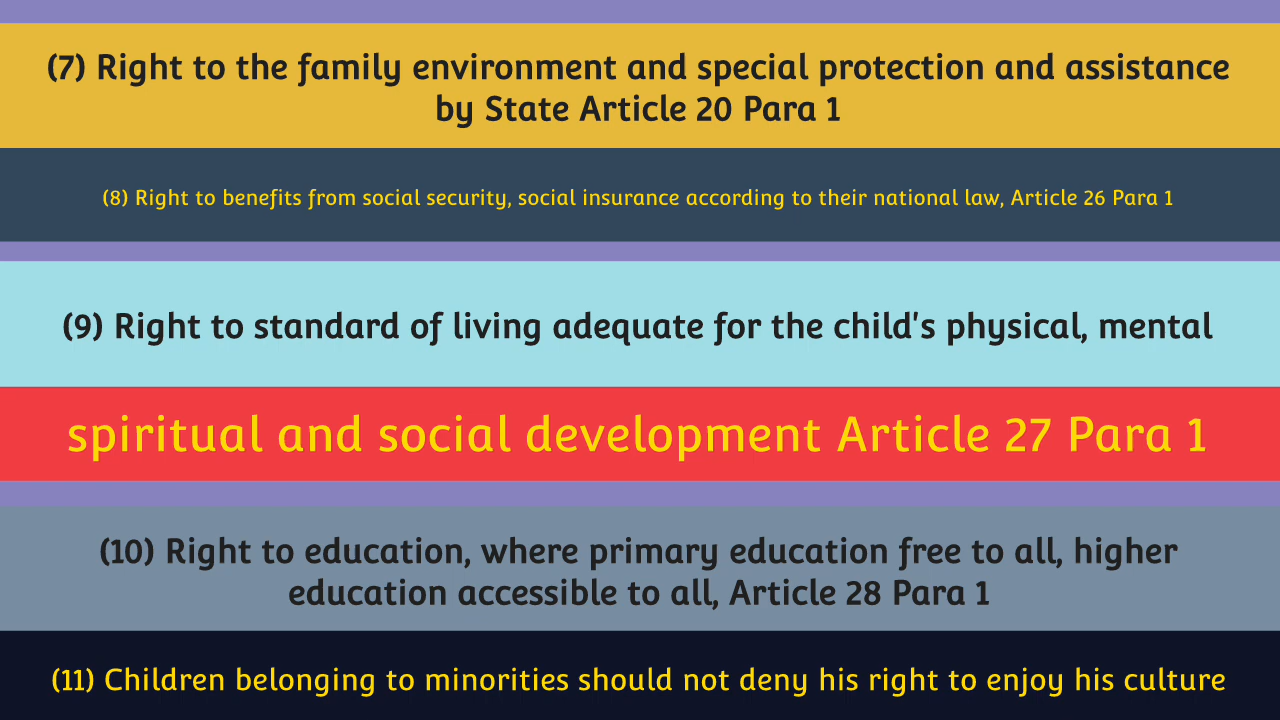 (7) Right to the family environment and special protection and assistance
by State Article 20 Para 1
(8) Right to benefits from social security, social insurance according to their national law, Article 26 Para 1
(9) Right to standard of living adequate for the child's physical, mental
spiritual and social development Article 27 Para 1
(10) Right to education, where primary education free to all, higher
education accessible to all, Article 28 Para 1
(11) Children belonging to minorities should not deny his right to enjoy his culture